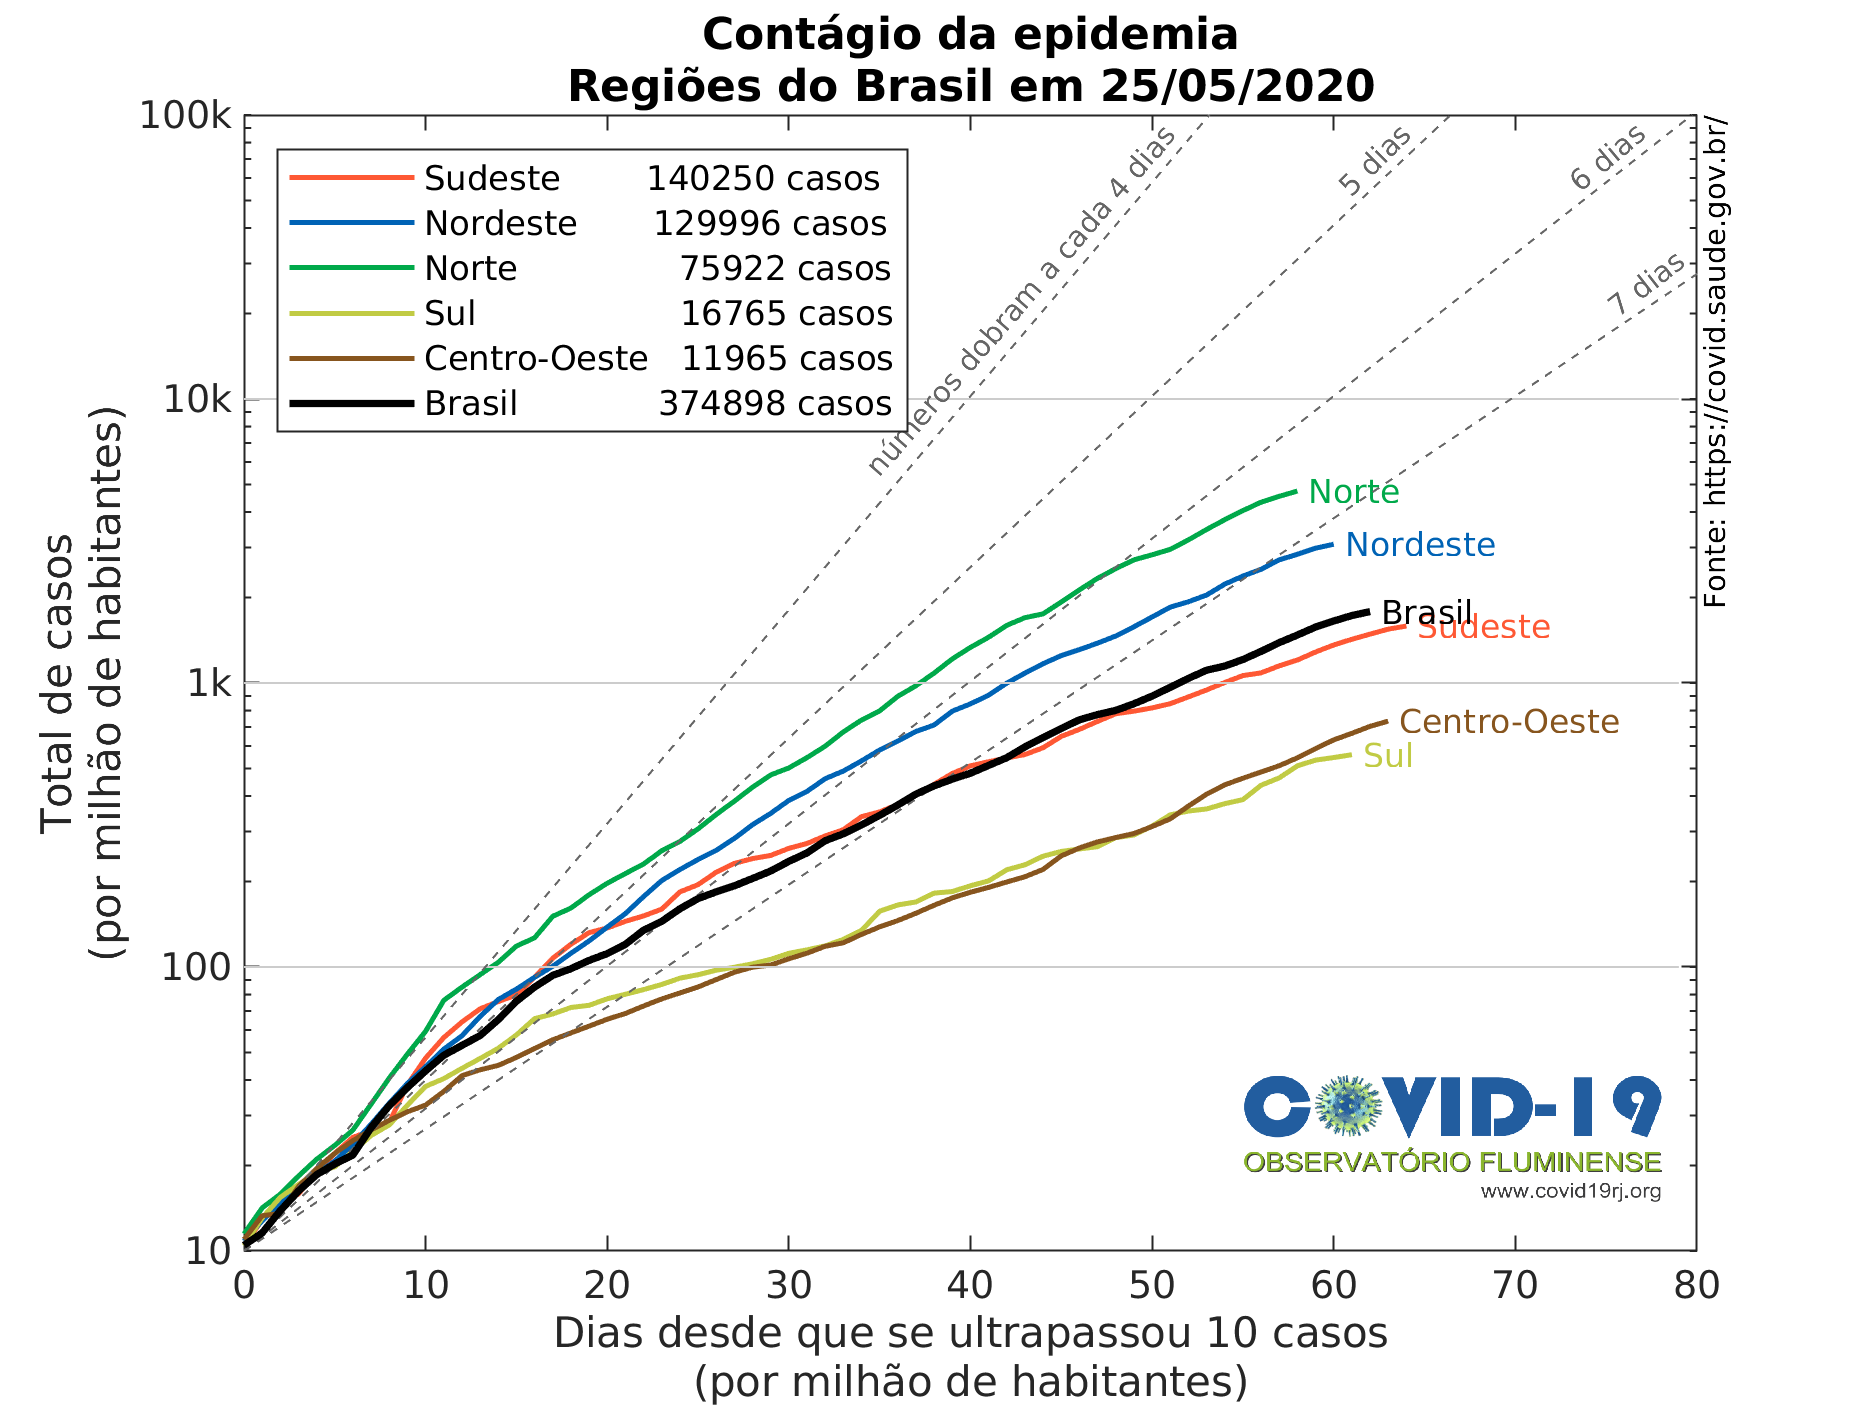 Contágio da epidemia
Regiões do Brasil em 25/05/2020
100k
10k
1k
100
10
Total de casos
(por milhão de habitantes)
Sudeste 140250 casos
Nordeste 129996 casos
Norte 75922 casos
Sul 16765 casos
Centro-Oeste 11965 casos
Brasil 374898 casos
números dobram a cada 4 dias
5 dias
6 dias
7 dias
Fonte: https://covid.saude.gov.br/
Norte
Nordeste
Brasil
Sudeste
Centro-Oeste
Sul
COVID-19
OBSERVATÓRIO FLUMINENSE
www.covid19rj.org
0 10 20 30 40 50 60 70 80
Dias desde que se ultrapassou 10 casos
(por milhão de habitantes)